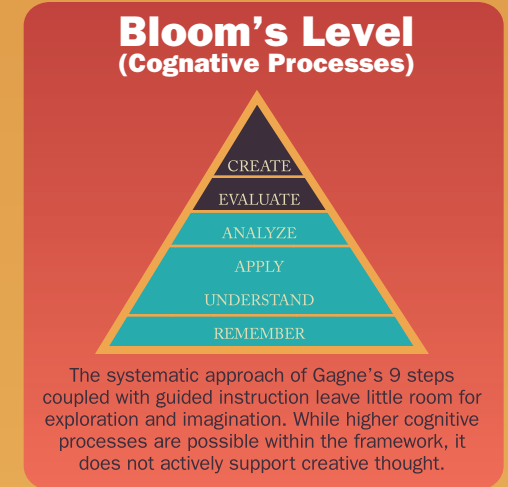 Bloom's Level
(Cognative Processes)
CREATE
EVALUATE
ANALYZE
APPLY
UNDERSTAND
REMEMBER
The systematic approach of Gagne's 9 steps
coupled with guided instruction leave little room for
exploration and imagination. While higher cognitive
processes are possible within the framework, it
does not actively support creative thought.